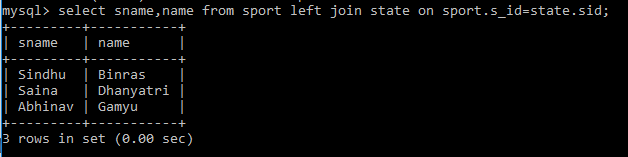 mysql> select sname,name from sport left join state on sport.s_id=state.sid;
+---------+-----------+
| sname   | name      |
+---------+-----------+
| Sindhu  | Binras    |
| Saina   | Dhanyatri |
| Abhinav | Gamyu     |
+---------+-----------+
3 rows in set (0.00 sec)